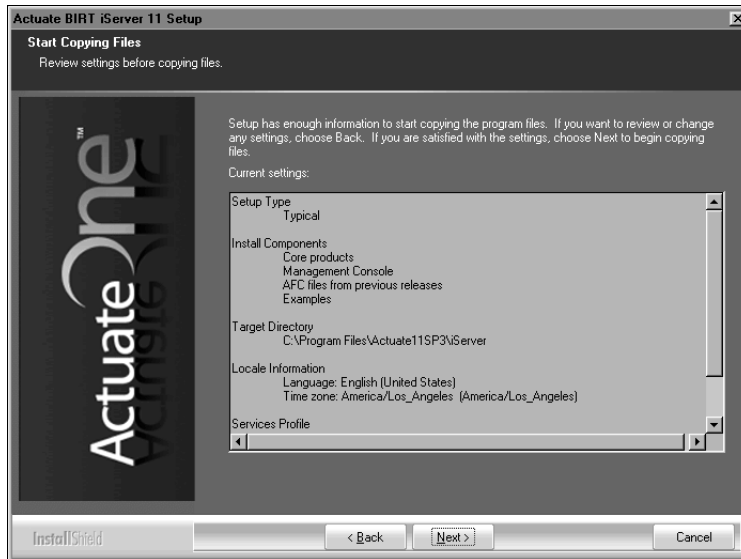 Actuate BIRT iServer 11 Setup
Start Copying Files
Review settings before copying files.
ActuateOne™
Setup has enough information to start copying the program files. If you want to review or change
any settings, choose Back. If you are satisfied with the settings, choose Next to begin copying
files.
Current settings:
Setup Type
Typical
Install Components
Core products
Management Console
AFC files from previous releases
Examples
Target Directory
C:\Program Files\Actuate11SP3\iServer
Locale Information
Language: English (United States)
Time zone: America/Los_Angeles (America/Los_Angeles)
Services Profile
InstallShield
< Back
Next >
Cancel